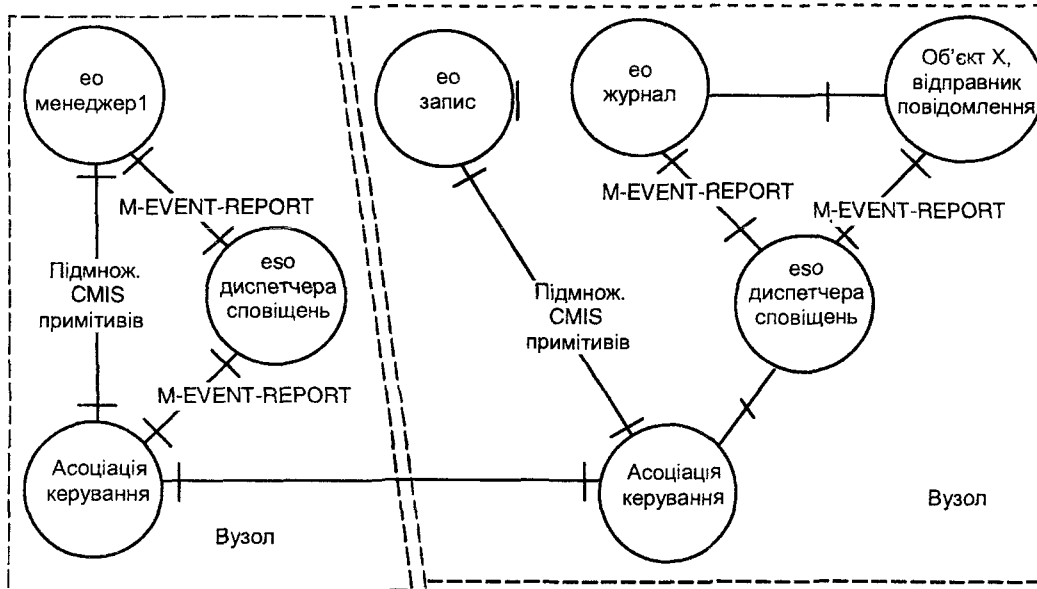 ео
менеджер1
M-EVENT-REPORT
Підмнож.
CMIS
примітивів
eso
диспетчера
сповіщень
M-EVENT-REPORT
Асоціація
керування
Вузол
ео
запис
ео
журнал
Об'єкт X,
відправник
повідомлення
M-EVENT-REPORT
M-EVENT-REPORT
Підмнож.
CMIS
примітивів
eso
диспетчера
сповіщень
Асоціація
керування
Вузол